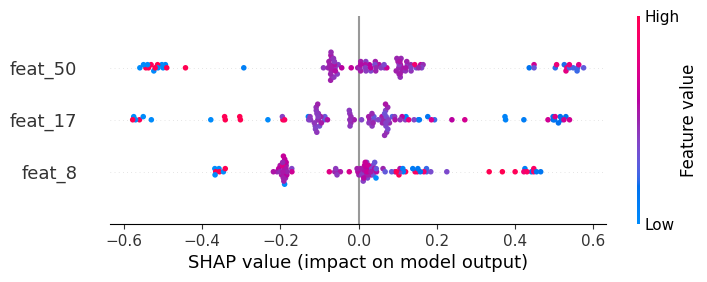 High
feat_50
feat_17
feat_8
Feature value
Low
−0.6 −0.4 −0.2 0.0 0.2 0.4 0.6
SHAP value (impact on model output)